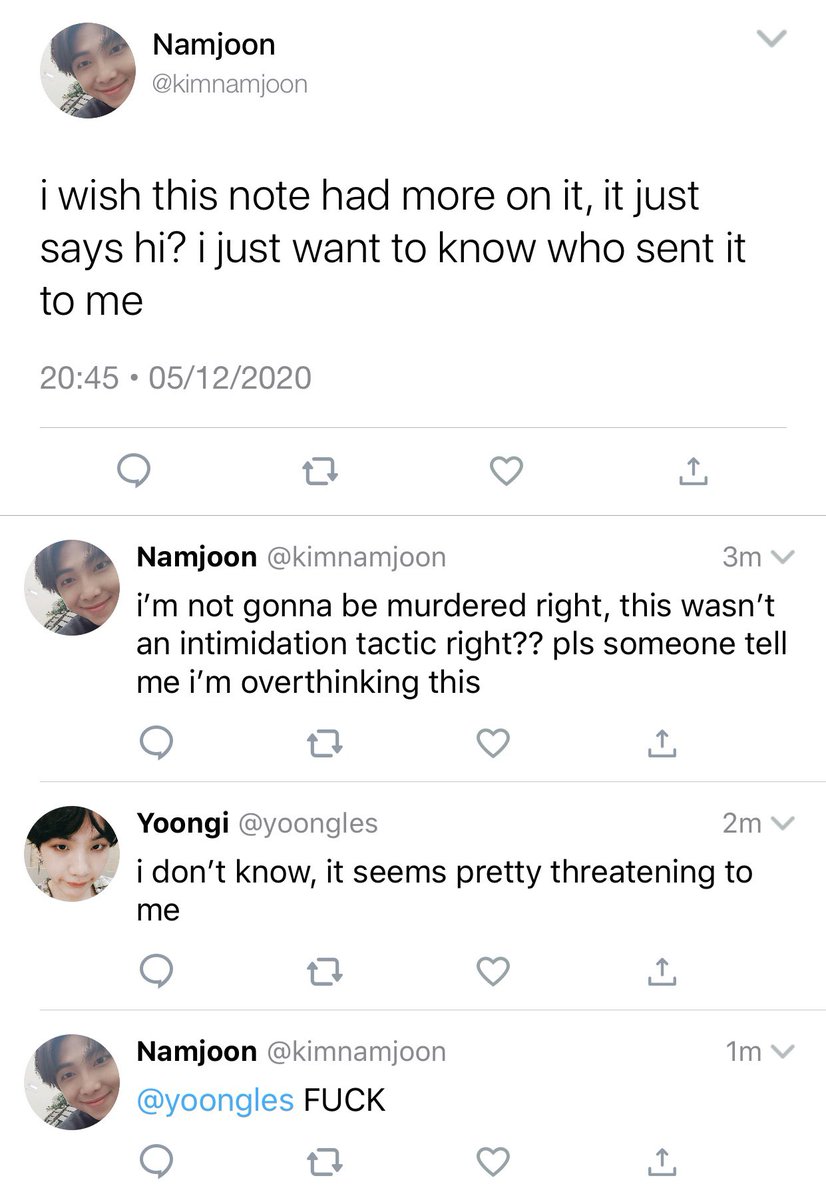 Namjoon
@kimnamjoon
i wish this note had more on it, it just
says hi? i just want to know who sent it
to me
20:45 • 05/12/2020
Namjoon @kimnamjoon 3m
i’m not gonna be murdered right, this wasn’t
an intimidation tactic right?? pls someone tell
me i’m overthinking this
Yoongi @yoongles 2m
i don’t know, it seems pretty threatening to
me
Namjoon @kimnamjoon 1m
@yoongles FUCK